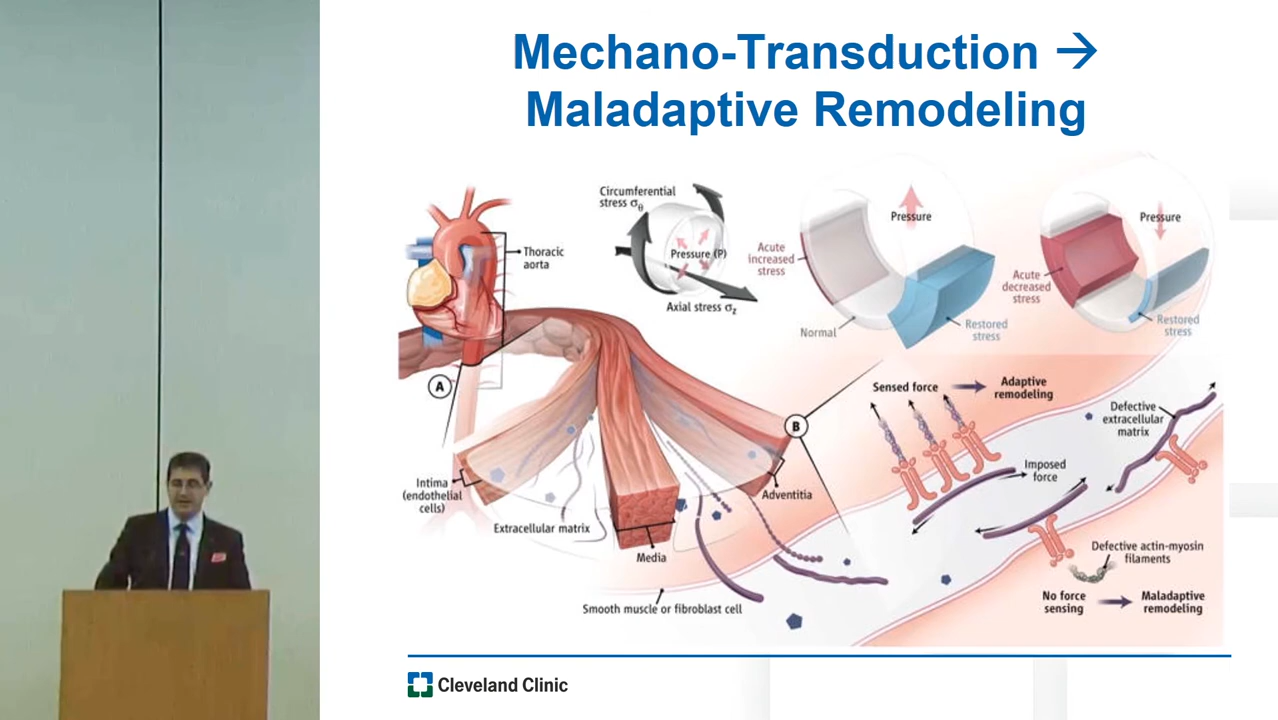 Mechano-Transduction →
Maladaptive Remodeling
Circumferential
stress σθ
Pressure (P)
Axial stress σz
Thoracic
aorta
A
Pressure
Acute
increased
stress
Normal
Restored
stress
Pressure
Acute
decreased
stress
Restored
stress
B
Sensed force
Adaptive
remodeling
Defective
extracellular
matrix
Imposed
force
Intima
(endothelial
cells)
Extracellular matrix
Media
Adventitia
Defective actin-myosin
filaments
No force
sensing
Maladaptive
remodeling
Smooth muscle or fibroblast cell
Cleveland Clinic